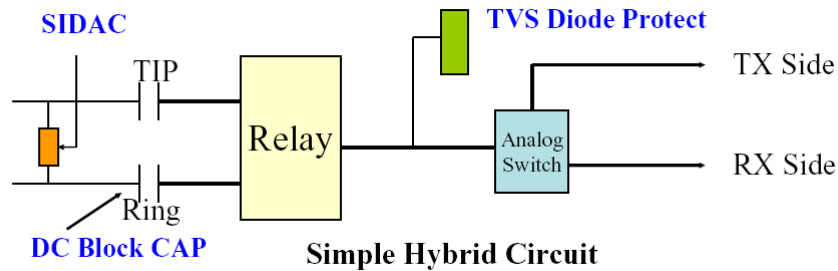 SIDAC
TVS Diode Protect
TIP
TX Side
Relay
Analog
Switch
RX Side
Ring
DC Block CAP
Simple Hybrid Circuit